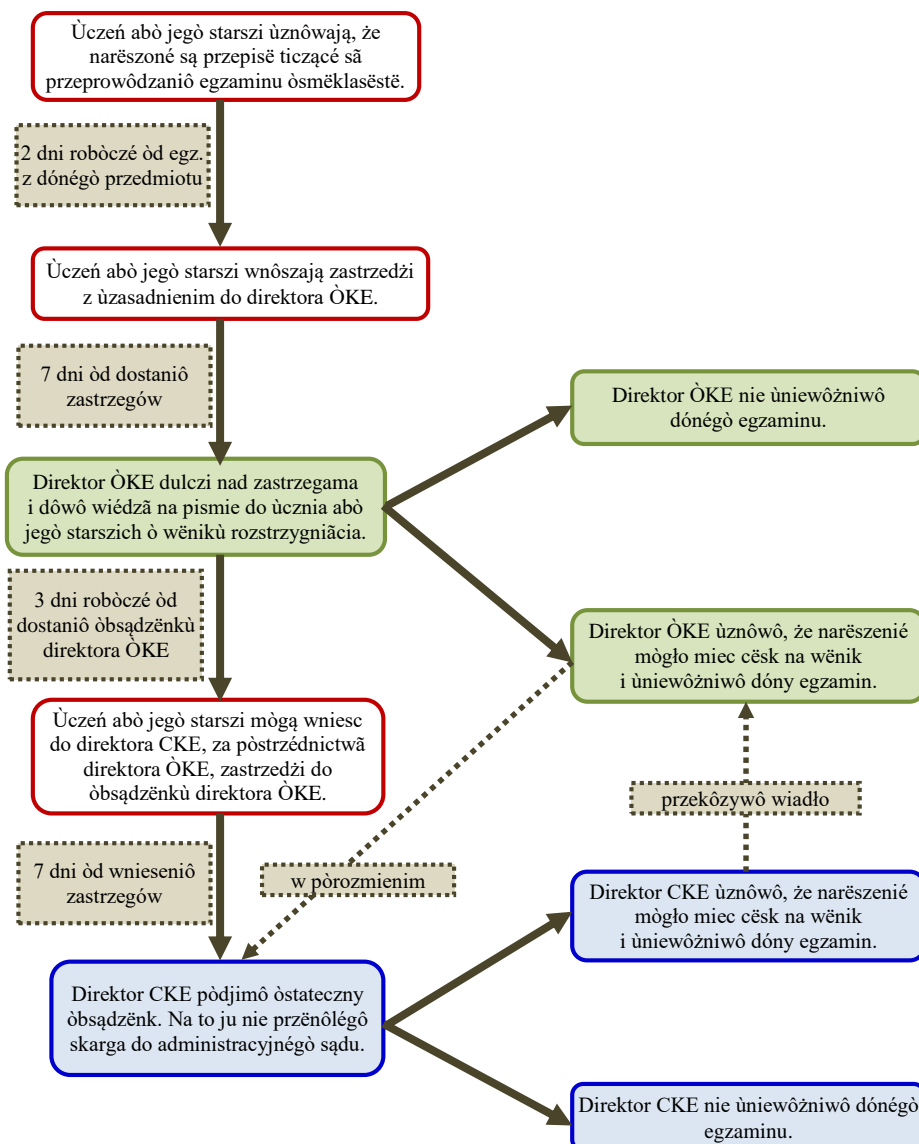 Ùczeń abò jegò starszi ùznôwają, że
narëszoné są przepisë ticzącé sã
przeprowôdzaniô egzaminu òsmëklasëstë.
2 dni robòczé òd egz.
z dónégò przedmiotu
Ùczeń abò jegò starszi wnôszają zastrzedżi
z ùzasadnienim do direktora ÒKE.
7 dni òd dostaniô
zastrzegów
Direktor ÒKE nie ùniewôżniwô
dónégò egzaminu.
Direktor ÒKE dulczi nad zastrzegama
i dôwô wiédzã na pismie do ùcznia abò
jegò starszich ò wënikù rozstrygniãcia.
3 dni robòczé òd
dostaniô òbsądzënkù
direktora ÒKE
Direktor ÒKE ùznôwô, że narëszenié
mògło miec cësk na wënik
i ùniewôżniwô dóny egzamin.
Ùczeń abò jegò starszi mògą wniesc
do direktora CKE, za pòstrzédnictwã
direktora ÒKE, zastrzedżi do
òbsądzënkù direktora ÒKE.
przekôzywô wiadło
7 dni òd wnieseniô
zastrzegów
w pòrozmienim
Direktor CKE ùznôwô, że narëszenié
mògło miec cësk na wënik
i ùniewôżniwô dóny egzamin.
Direktor CKE pòdjimô òstateczny
òbsądzënk. Na to ju nie przënôlégô
skarga do administracyjnégò sądu.
Direktor CKE nie ùniewôżniwô dónégò
egzaminu.